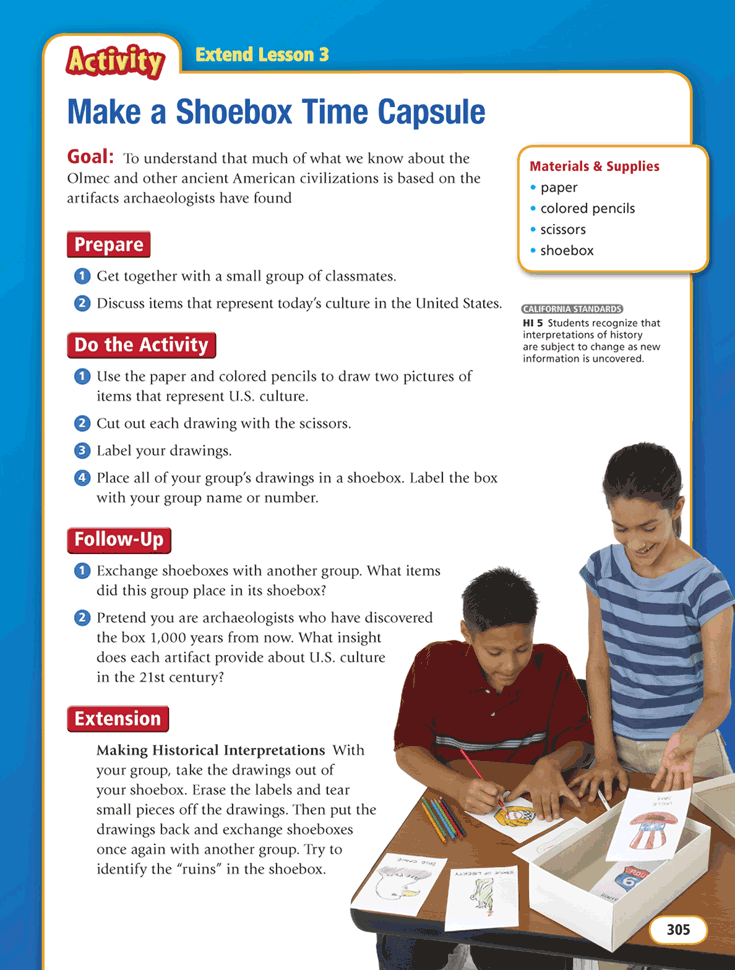 Activity
Extend Lesson 3
Make a Shoebox Time Capsule
Goal: To understand that much of what we know about the
Olmec and other ancient American civilizations is based on the
artifacts archaeologists have found
Materials & Supplies
• paper
• colored pencils
• scissors
• shoebox
CALIFORNIA STANDARDS
HI 5 Students recognize that
interpretations of history
are subject to change as new
information is uncovered.
Prepare
1 Get together with a small group of classmates.
2 Discuss items that represent today's culture in the United States.
Do the Activity
1 Use the paper and colored pencils to draw two pictures of
items that represent U.S. culture.
2 Cut out each drawing with the scissors.
3 Label your drawings.
4 Place all of your group's drawings in a shoebox. Label the box
with your group name or number.
Follow-Up
1 Exchange shoeboxes with another group. What items
did this group place in its shoebox?
2 Pretend you are archaeologists who have discovered
the box 1,000 years from now. What insight
does each artifact provide about U.S. culture
in the 21st century?
Extension
Making Historical Interpretations With
your group, take the drawings out of
your shoebox. Erase the labels and tear
small pieces off the drawings. Then put the
drawings back and exchange shoeboxes
once again with another group. Try to
identify the "ruins" in the shoebox.
BALD EAGLE
305